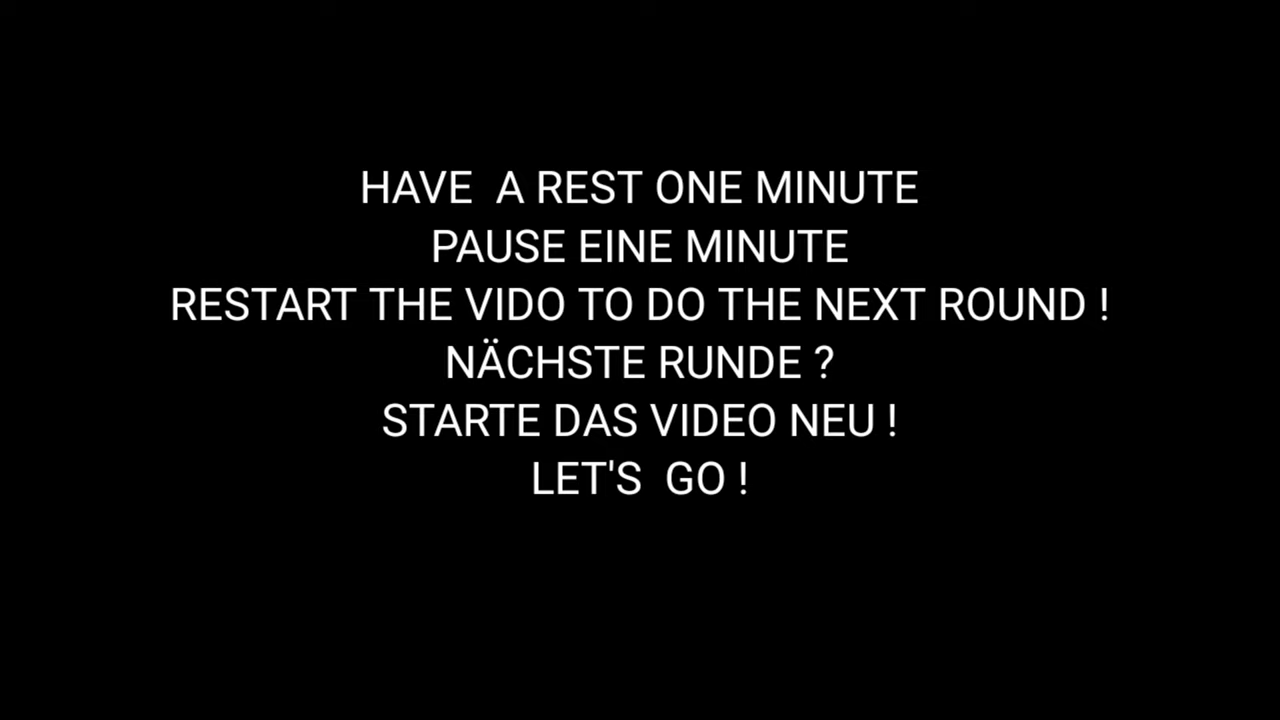 HAVE  A REST ONE MINUTE
PAUSE EINE MINUTE
RESTART THE VIDO TO DO THE NEXT ROUND !
NÄCHSTE RUNDE ?
STARTE DAS VIDEO NEU !
LET'S  GO !